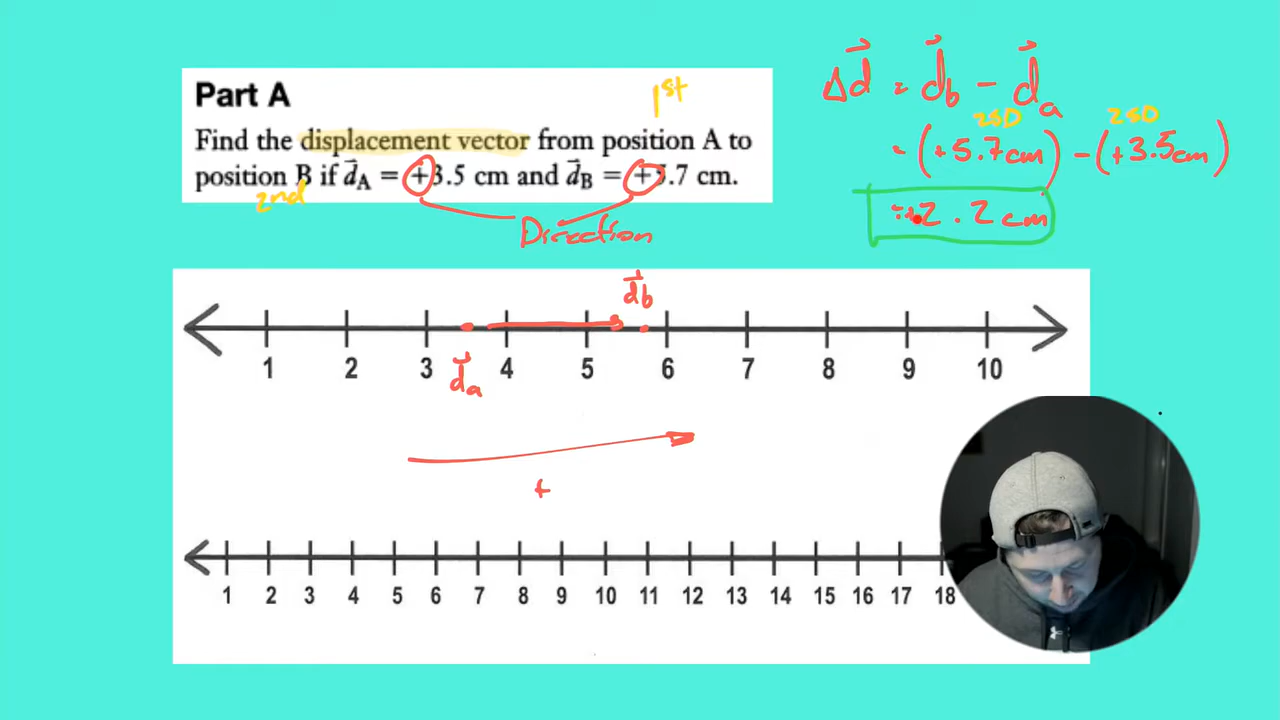 Part A
1st
Find the displacement vector from position A to
position B if d⃗A = +3.5 cm and d⃗B = +5.7 cm.
2nd
Direction
Δd⃗ = d⃗b - d⃗a
2SD 2SD
= (+5.7cm) - (+3.5cm)
= +2.2cm
d⃗b
1 2 3 4 5 6 7 8 9 10
d⃗a
+
1 2 3 4 5 6 7 8 9 10 11 12 13 14 15 16 17 18